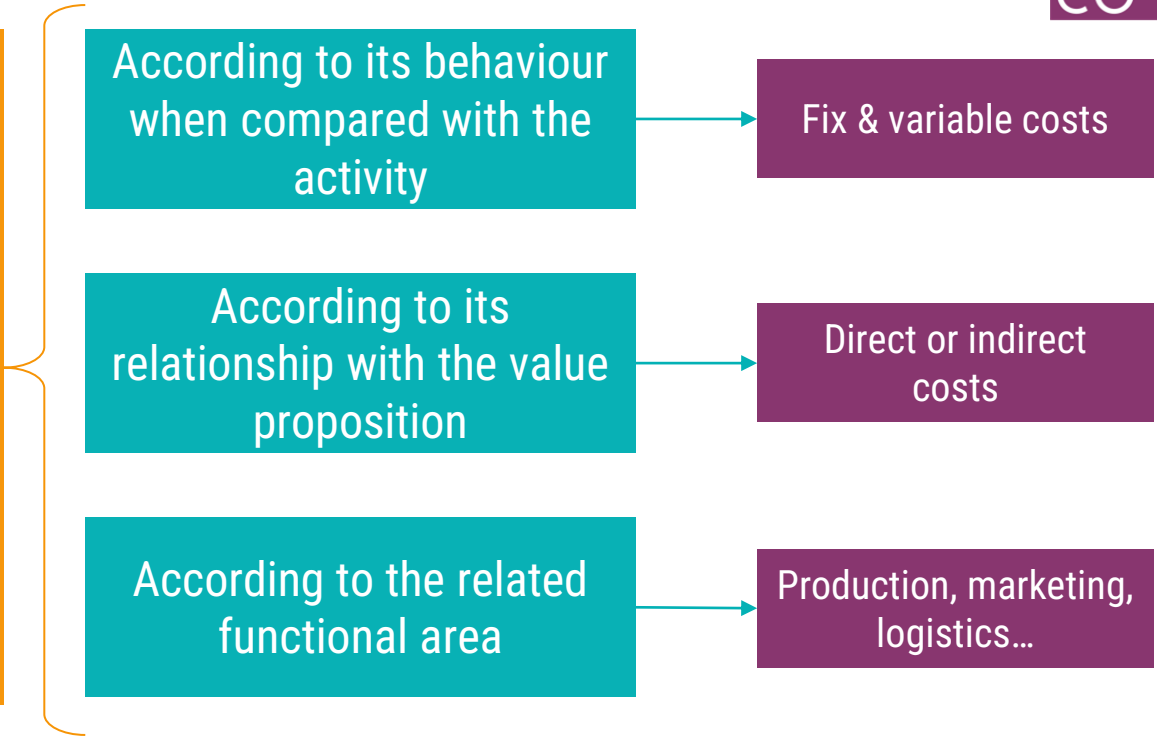 According to its behaviour
when compared with the
activity
Fix & variable costs
According to its
relationship with the value
proposition
Direct or indirect
costs
According to the related
functional area
Production, marketing,
logistics…